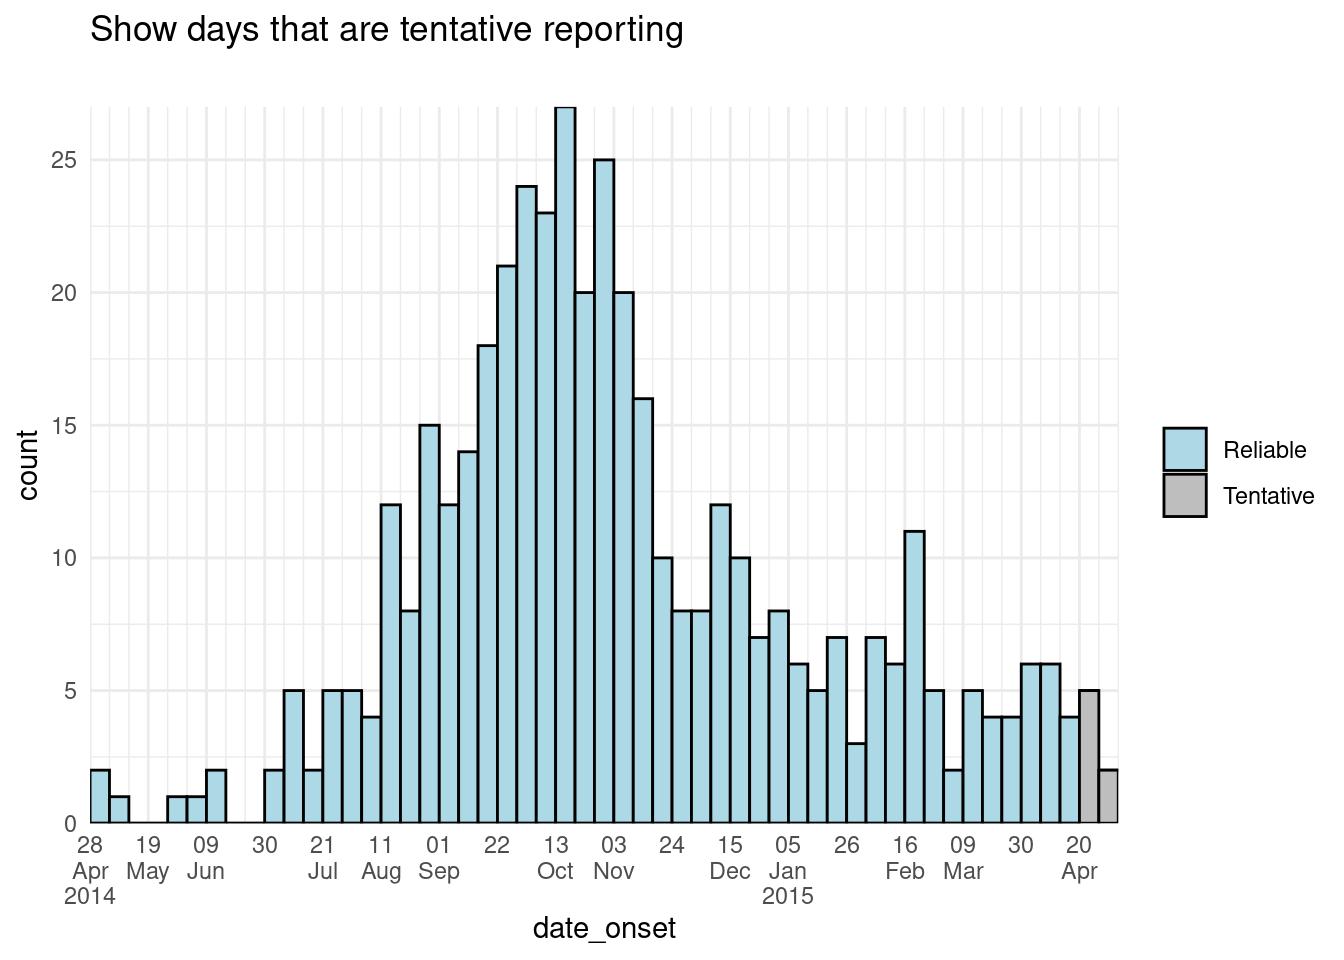 Show days that are tentative reporting
25
20
15
10
5
0
count
28 19 09 30 21 11 01 22 13 03 24 15 05 26 16 09 30 20
Apr May Jun Jul Aug Sep Oct Nov Dec Jan Feb Mar Apr
2014 2015
date_onset
Reliable
Tentative